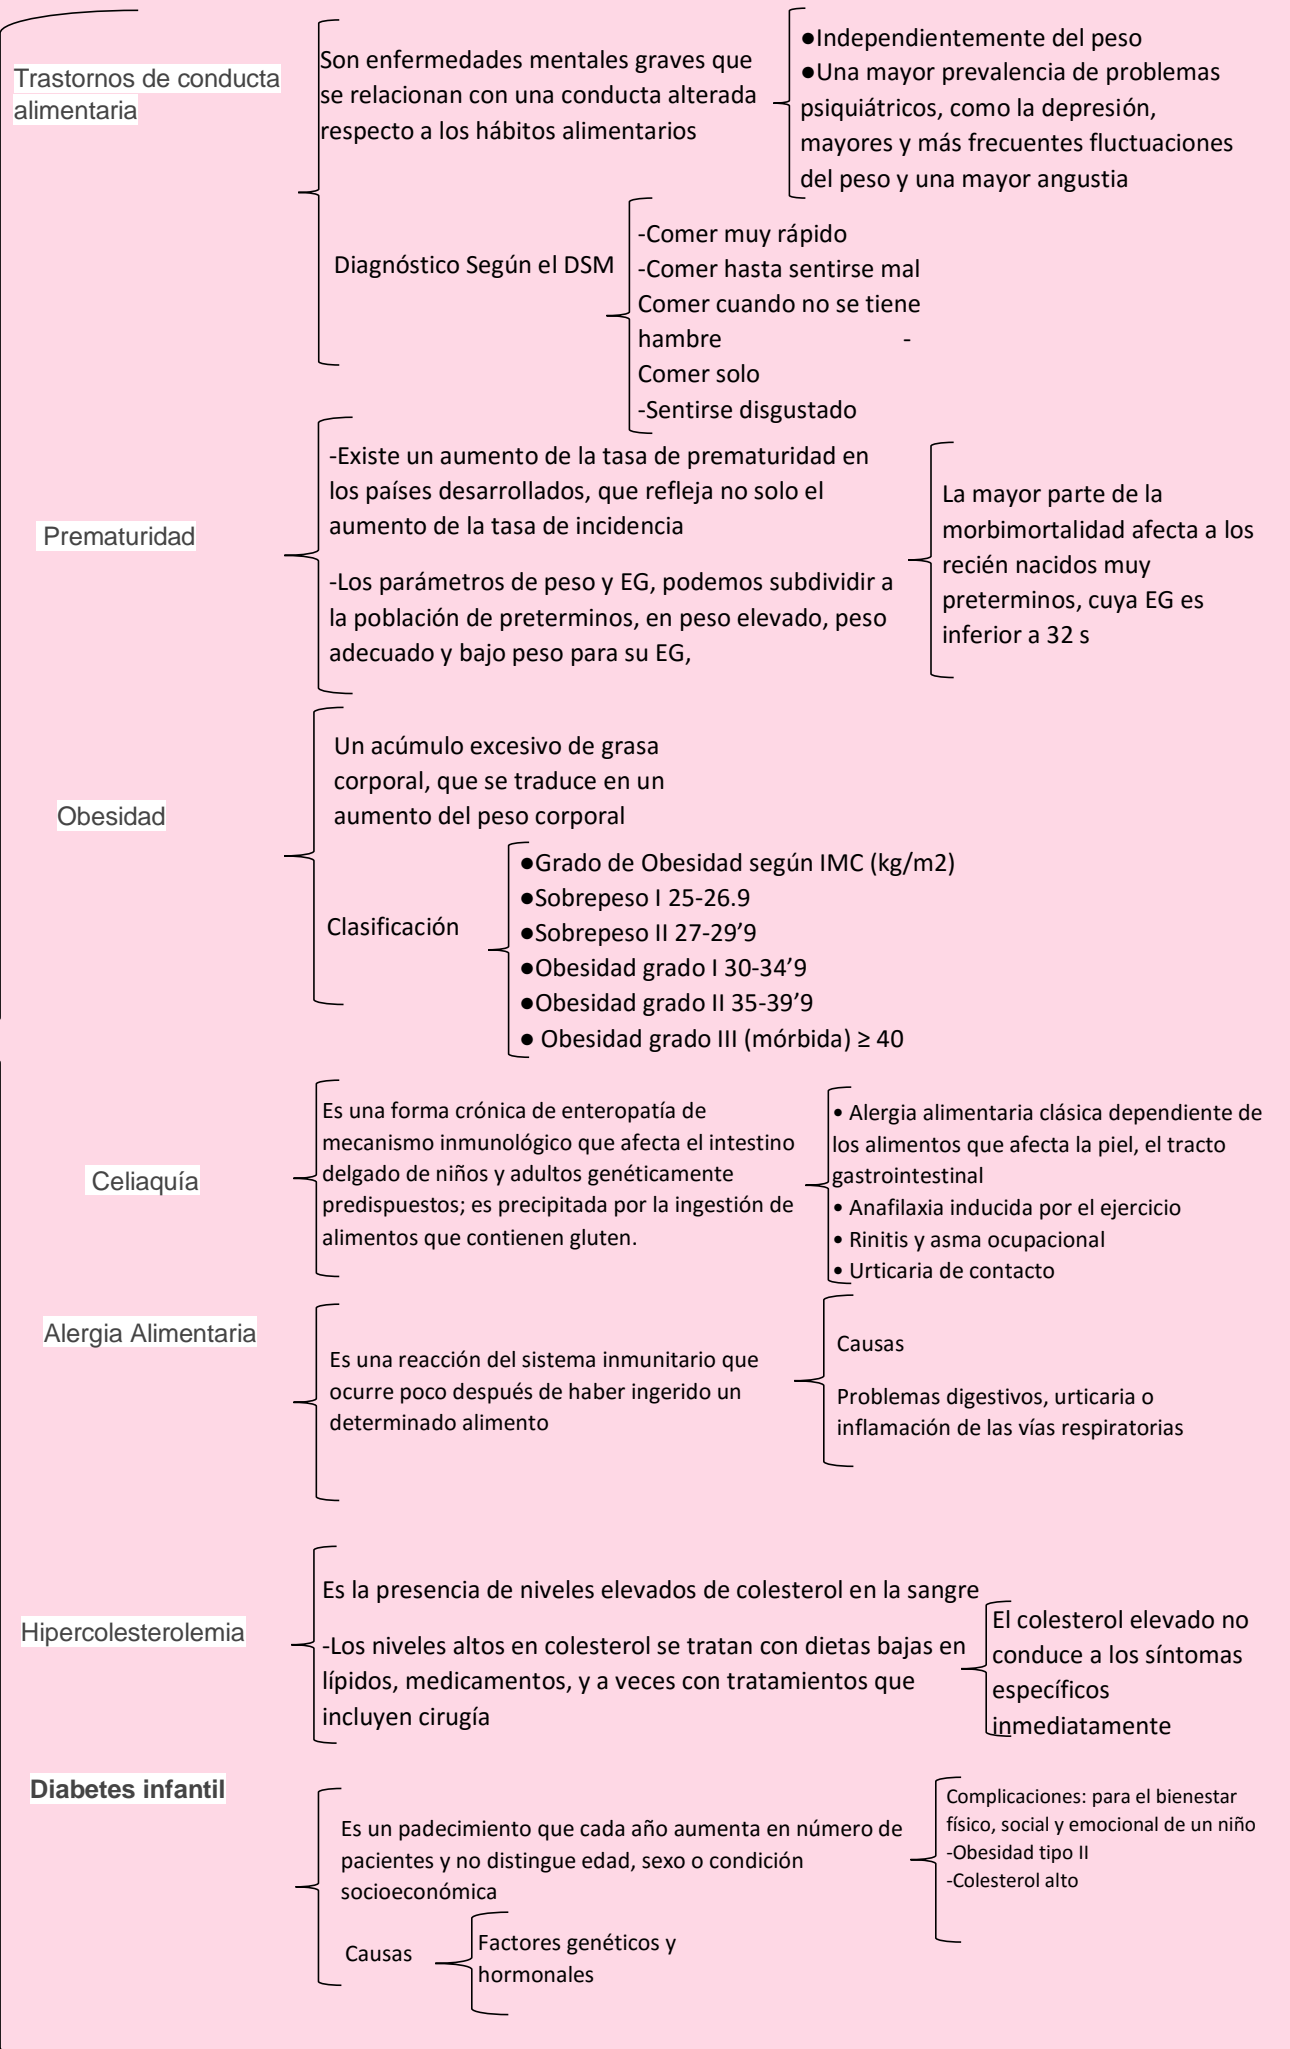 Trastornos de conducta
alimentaria
Son enfermedades mentales graves que
se relacionan con una conducta alterada
respecto a los hábitos alimentarios
●Independientemente del peso
●Una mayor prevalencia de problemas
psiquiátricos, como la depresión,
mayores y más frecuentes fluctuaciones
del peso y una mayor angustia
Diagnóstico Según el DSM
-Comer muy rápido
-Comer hasta sentirse mal
Comer cuando no se tiene
hambre -
Comer solo
-Sentirse disgustado
Prematuridad
-Existe un aumento de la tasa de prematuridad en
los países desarrollados, que refleja no solo el
aumento de la tasa de incidencia
-Los parámetros de peso y EG, podemos subdividir a
la población de preterminos, en peso elevado, peso
adecuado y bajo peso para su EG,
La mayor parte de la
morbimortalidad afecta a los
recién nacidos muy
preterminos, cuya EG es
inferior a 32 s
Obesidad
Un acúmulo excesivo de grasa
corporal, que se traduce en un
aumento del peso corporal
Clasificación
●Grado de Obesidad según IMC (kg/m2)
●Sobrepeso I 25-26.9
●Sobrepeso II 27-29’9
●Obesidad grado I 30-34’9
●Obesidad grado II 35-39’9
● Obesidad grado III (mórbida) ≥ 40
Celiaquía
Es una forma crónica de enteropatía de
mecanismo inmunológico que afecta el intestino
delgado de niños y adultos genéticamente
predispuestos; es precipitada por la ingestión de
alimentos que contienen gluten.
• Alergia alimentaria clásica dependiente de
los alimentos que afecta la piel, el tracto
gastrointestinal
• Anafilaxia inducida por el ejercicio
• Rinitis y asma ocupacional
• Urticaria de contacto
Alergia Alimentaria
Es una reacción del sistema inmunitario que
ocurre poco después de haber ingerido un
determinado alimento
Causas
Problemas digestivos, urticaria o
inflamación de las vías respiratorias
Hipercolesterolemia
Es la presencia de niveles elevados de colesterol en la sangre
-Los niveles altos en colesterol se tratan con dietas bajas en
lípidos, medicamentos, y a veces con tratamientos que
incluyen cirugía
El colesterol elevado no
conduce a los síntomas
específicos
inmediatamente
Diabetes infantil
Es un padecimiento que cada año aumenta en número de
pacientes y no distingue edad, sexo o condición
socioeconómica
Complicaciones: para el bienestar
físico, social y emocional de un niño
-Obesidad tipo II
-Colesterol alto
Causas
Factores genéticos y
hormonales